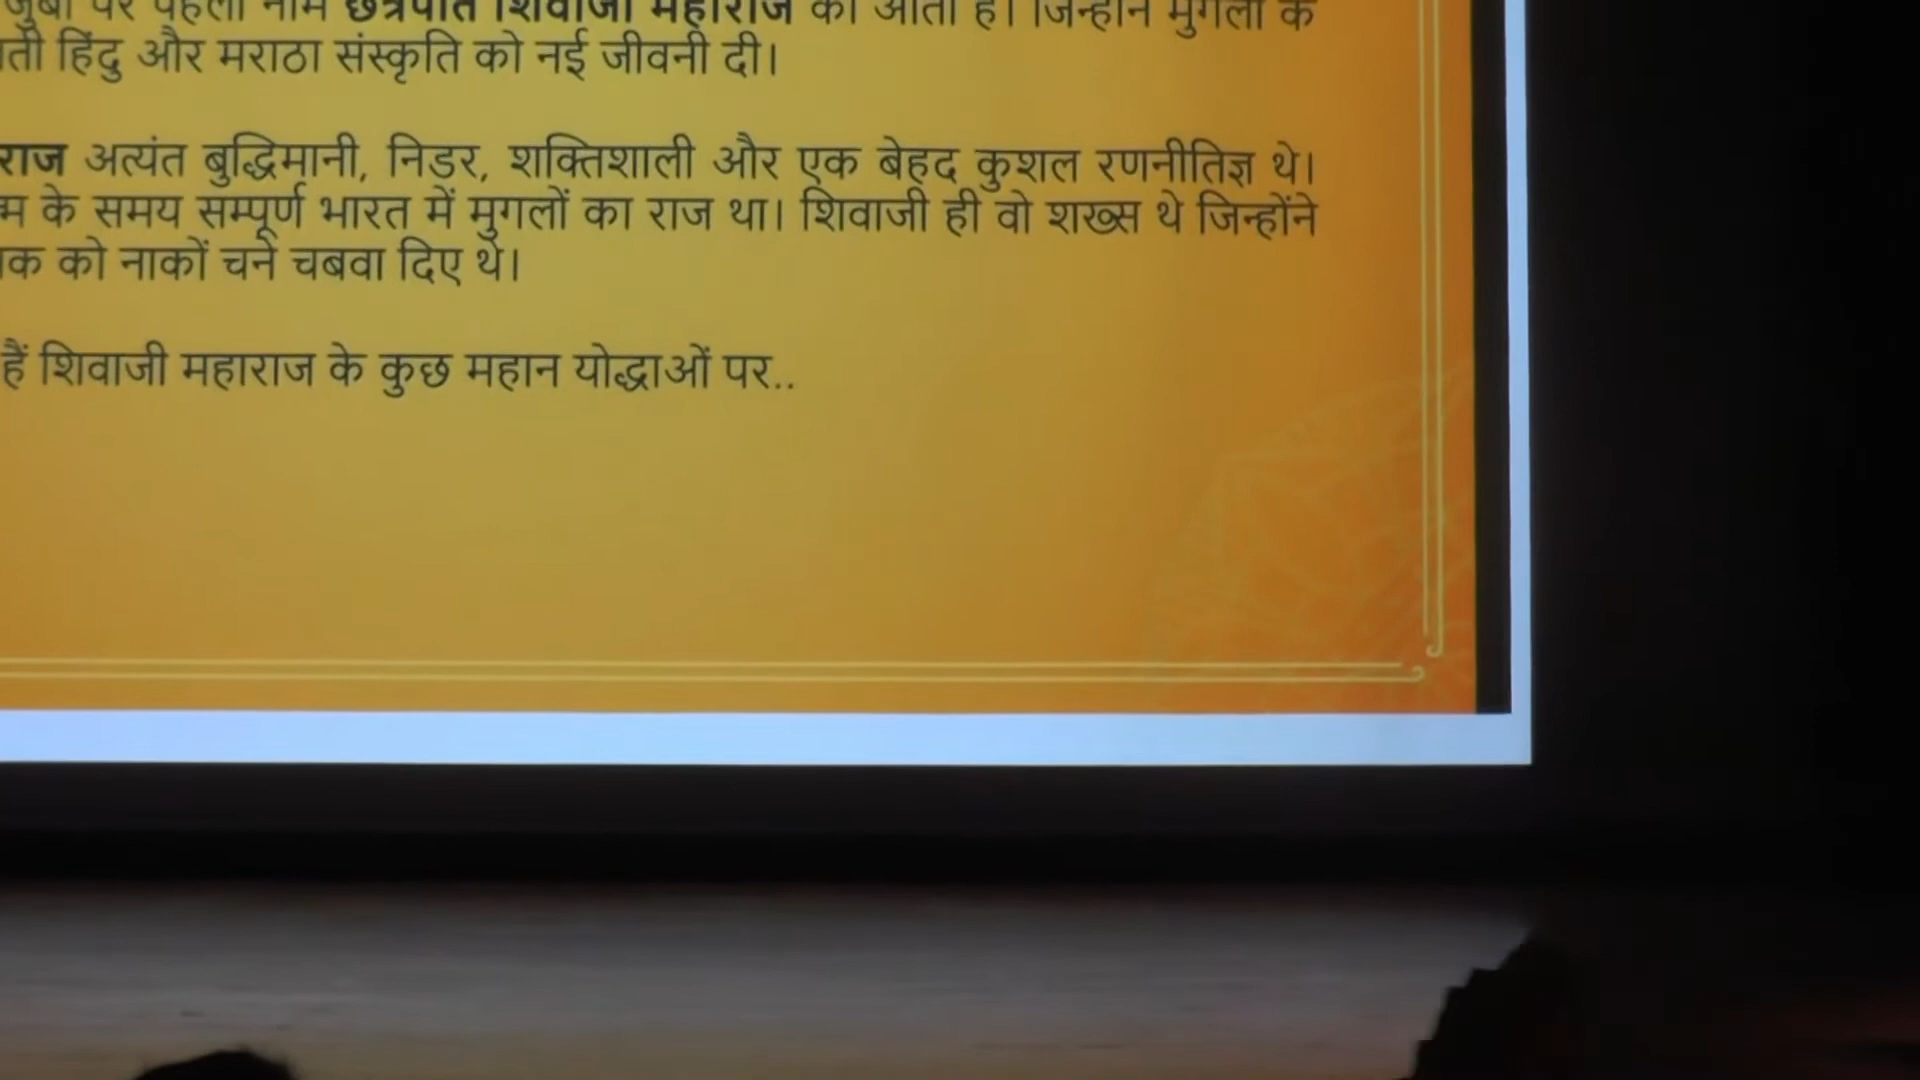 पर पहला नाम छत्रपति शिवाजी महाराज का आता है। जिन्होंने मुगलों के
हिंदु और मराठा संस्कृति को नई जीवनी दी।
राज अत्यंत बुद्धिमानी, निडर, शक्तिशाली और एक बेहद कुशल रणनीतिज्ञ थे।
म के समय सम्पूर्ण भारत में मुगलों का राज था। शिवाजी ही वो शख्स थे जिन्होंने
क को नाकों चने चबवा दिए थे।
हैं शिवाजी महाराज के कुछ महान योद्धाओं पर..